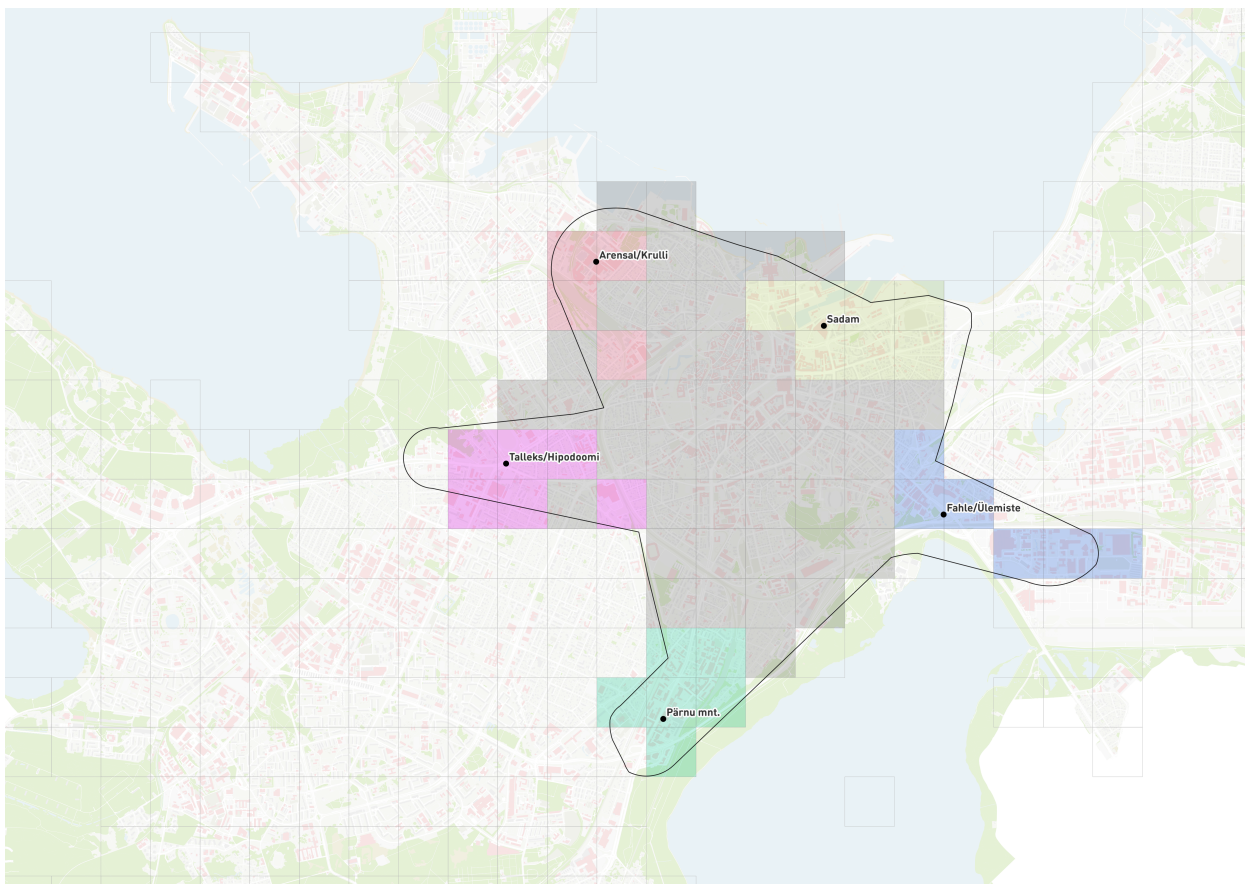 Arensal/Krulli
Sadam
Talleks/Hipodoomi
Fahle/Ülemiste
Pärnu mnt.